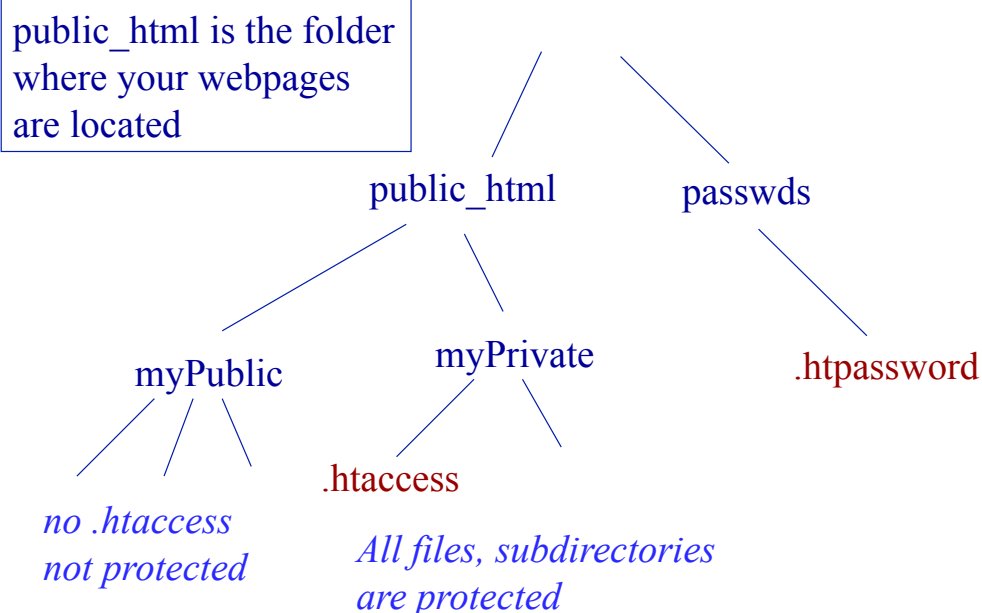 public_html is the folder
where your webpages
are located
public_html
passwds
myPublic
myPrivate
.htpassword
.htaccess
no .htaccess
not protected
All files, subdirectories
are protected